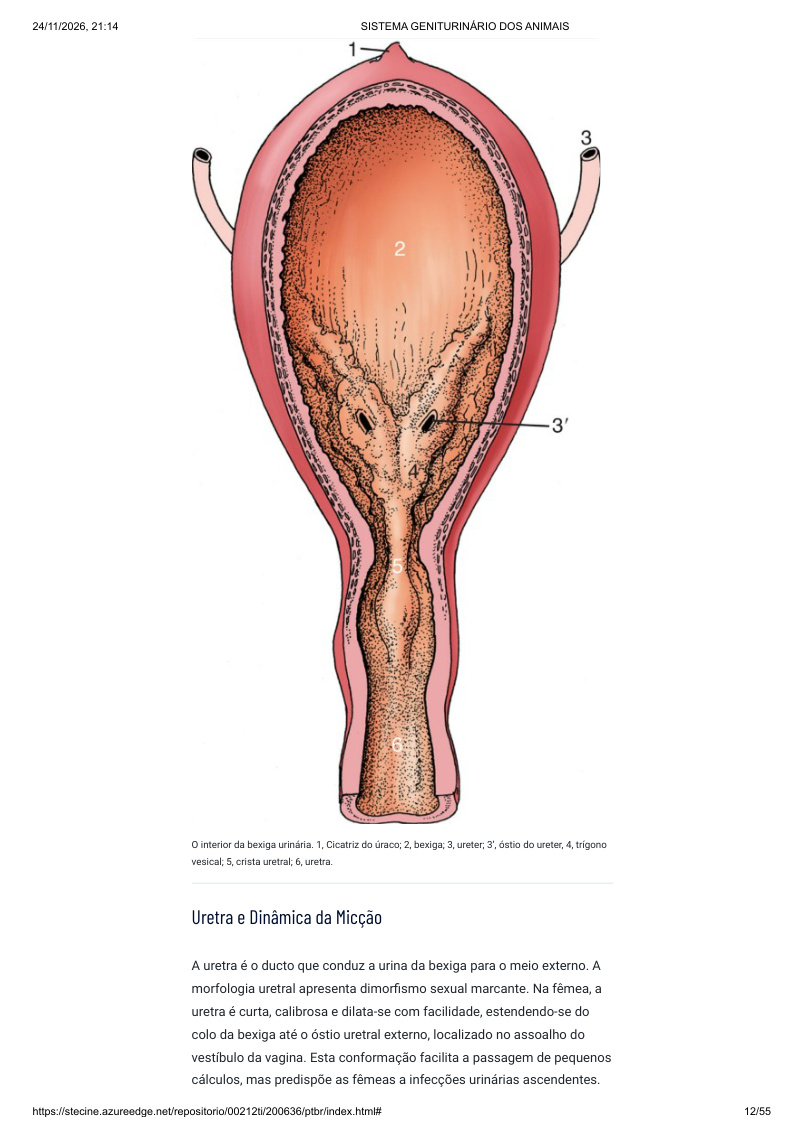 24/11/2026, 21:14
SISTEMA GENITURINÁRIO DOS ANIMAIS
1
3
2
3′
4
5
6
O interior da bexiga urinária. 1, Cicatriz do úraco; 2, bexiga; 3, ureter; 3′, óstio do ureter, 4, trígono
vesical; 5, crista uretral; 6, uretra.
Uretra e Dinâmica da Micção
A uretra é o ducto que conduz a urina da bexiga para o meio externo. A
morfologia uretral apresenta dimorfismo sexual marcante. Na fêmea, a
uretra é curta, calibrosa e dilata-se com facilidade, estendendo-se do
colo da bexiga até o óstio uretral externo, localizado no assoalho do
vestíbulo da vagina. Esta conformação facilita a passagem de pequenos
cálculos, mas predispõe as fêmeas a infecções urinárias ascendentes.
https://stecine.azureedge.net/repositorio/00212ti/200636/ptbr/index.html#
12/55